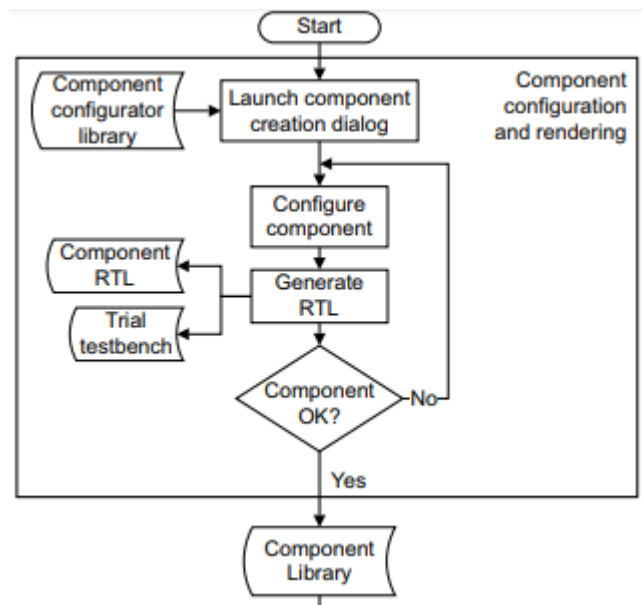 Start
Component
configurator
library
Launch component
creation dialog
Component
configuration
and rendering
Configure
component
Component
RTL
Generate
RTL
Trial
testbench
Component
OK?
No
Yes
Component
Library